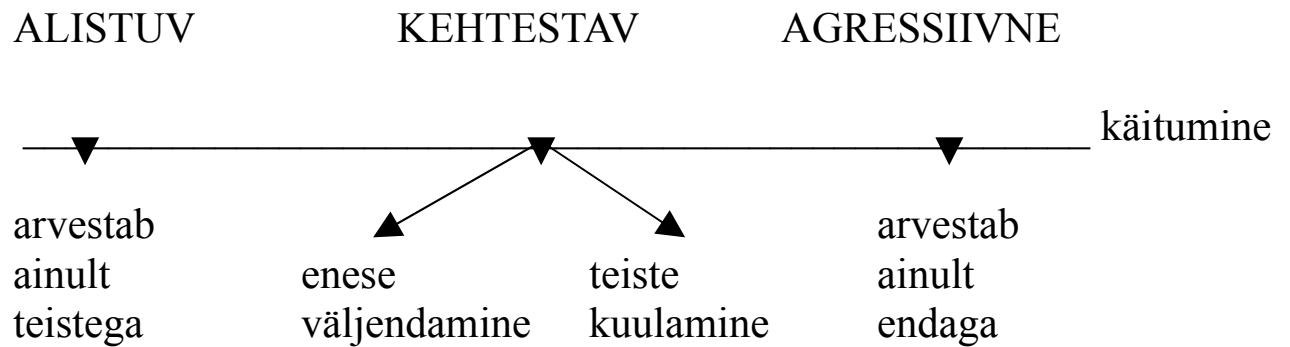 ALISTUV KEHTESTAV AGRESSIIVNE
käitumine
arvestab
ainult
teistega
enese
väljendamine
teiste
kuulamine
arvestab
ainult
endaga